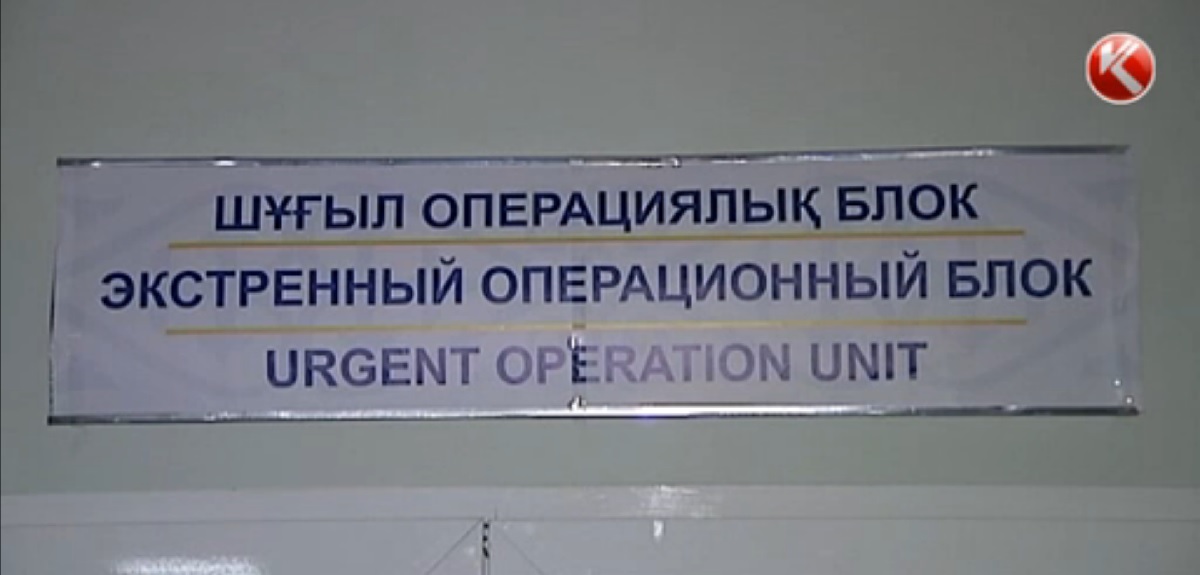 ШҰҒЫЛ ОПЕРАЦИЯЛЫҚ БЛОК
ЭКСТРЕННЫЙ ОПЕРАЦИОННЫЙ БЛОК
URGENT OPERATION UNIT